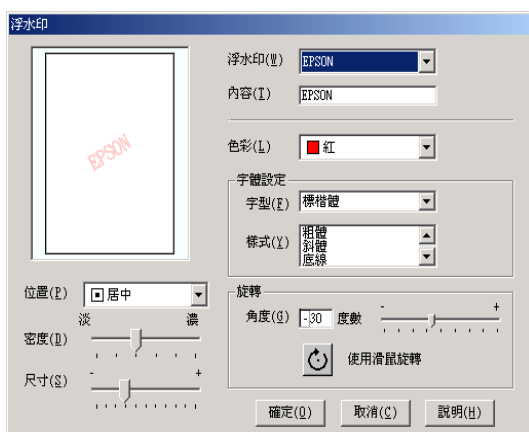 浮水印
浮水印(W) EPSON
內容(T) EPSON
EPSON
色彩(L) 紅
字體設定
字型(F) 標楷體
樣式(Y) 粗體
斜體
底線
位置(P) 居中
旋轉
淡 濃
角度(G) -30 度數 - +
密度(D)
使用滑鼠旋轉
尺寸(S) - +
確定(O) 取消(C) 說明(H)